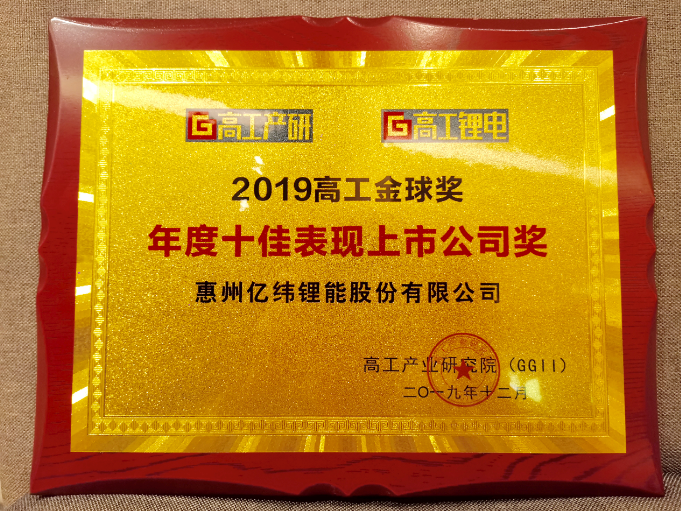 G高工产研 G高工锂电
2019高工金球奖
年度十佳表现上市公司奖
惠州亿纬锂能股份有限公司
高工产业研究院（GGII）
二〇一九年十二月